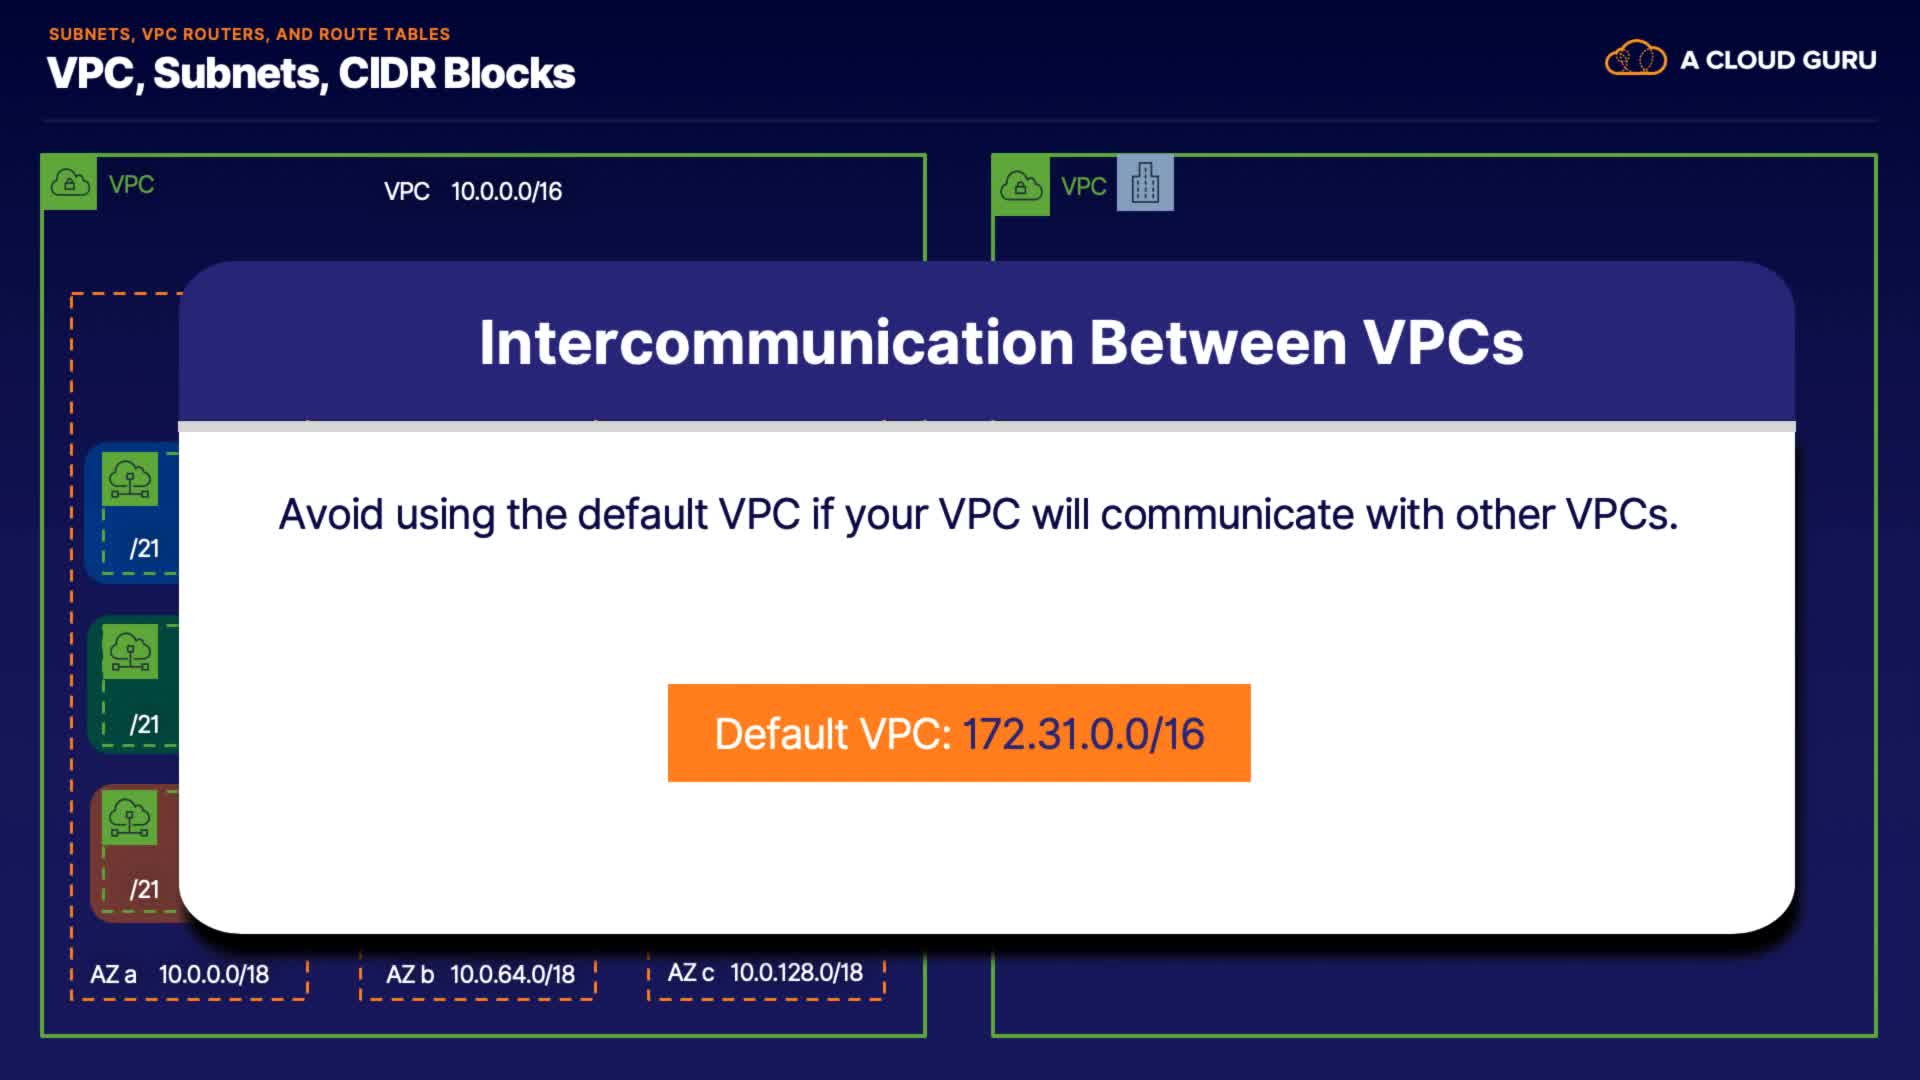 SUBNETS, VPC ROUTERS, AND ROUTE TABLES
VPC, Subnets, CIDR Blocks
A CLOUD GURU
VPC
VPC 10.0.0.0/16
VPC
Intercommunication Between VPCs
Avoid using the default VPC if your VPC will communicate with other VPCs.
Default VPC: 172.31.0.0/16
/21
/21
/21
AZ a 10.0.0.0/18
AZ b 10.0.64.0/18
AZ c 10.0.128.0/18